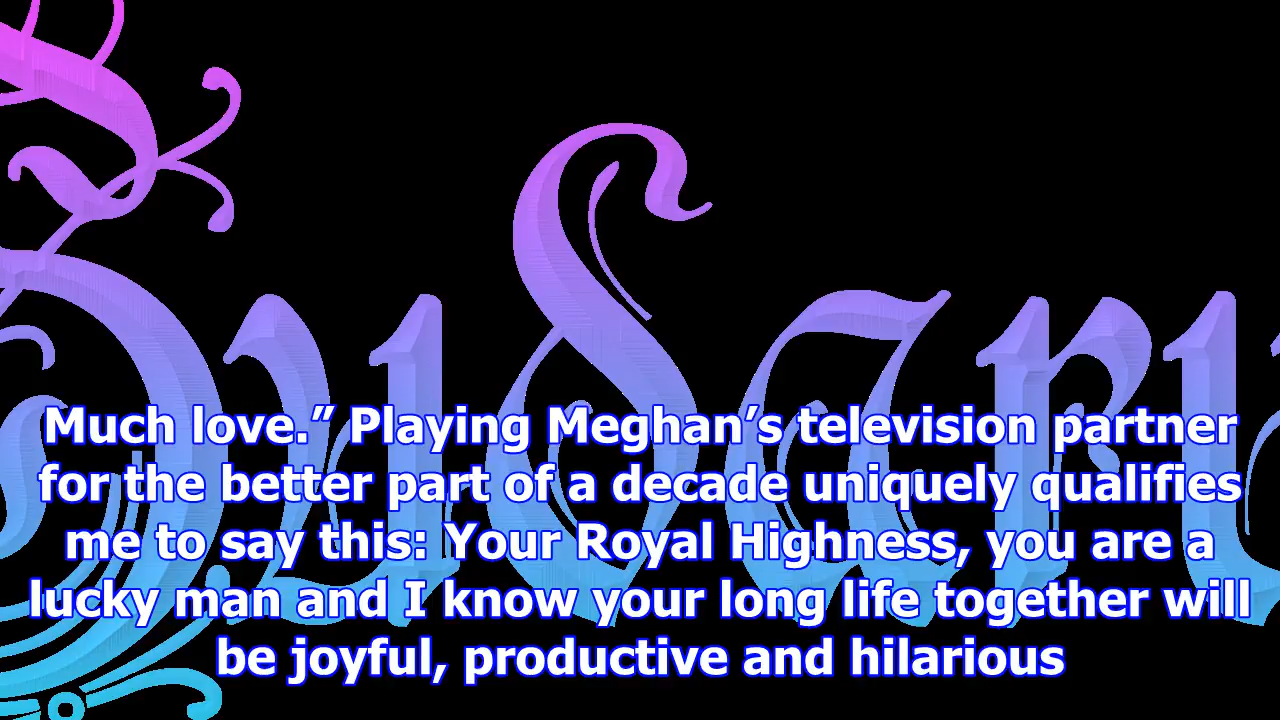 Much love.” Playing Meghan’s television partner
for the better part of a decade uniquely qualifies
me to say this: Your Royal Highness, you are a
lucky man and I know your long life together will
be joyful, productive and hilarious